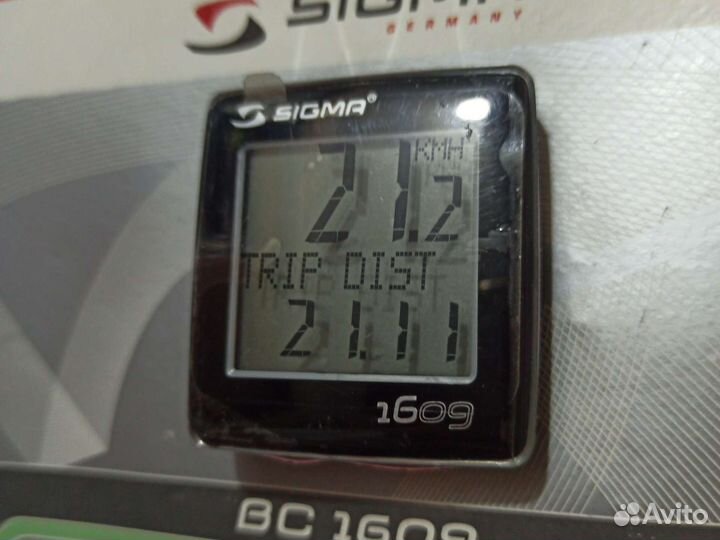 SIGMA
GERMANY
SIGMA®
KMH
21.2
TRIP DIST
21.11
1609
BC 1609
Avito